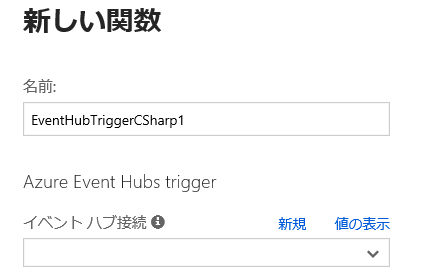 新しい関数
名前:
EventHubTriggerCSharp1
Azure Event Hubs trigger
イベント ハブ接続 新規 値の表示